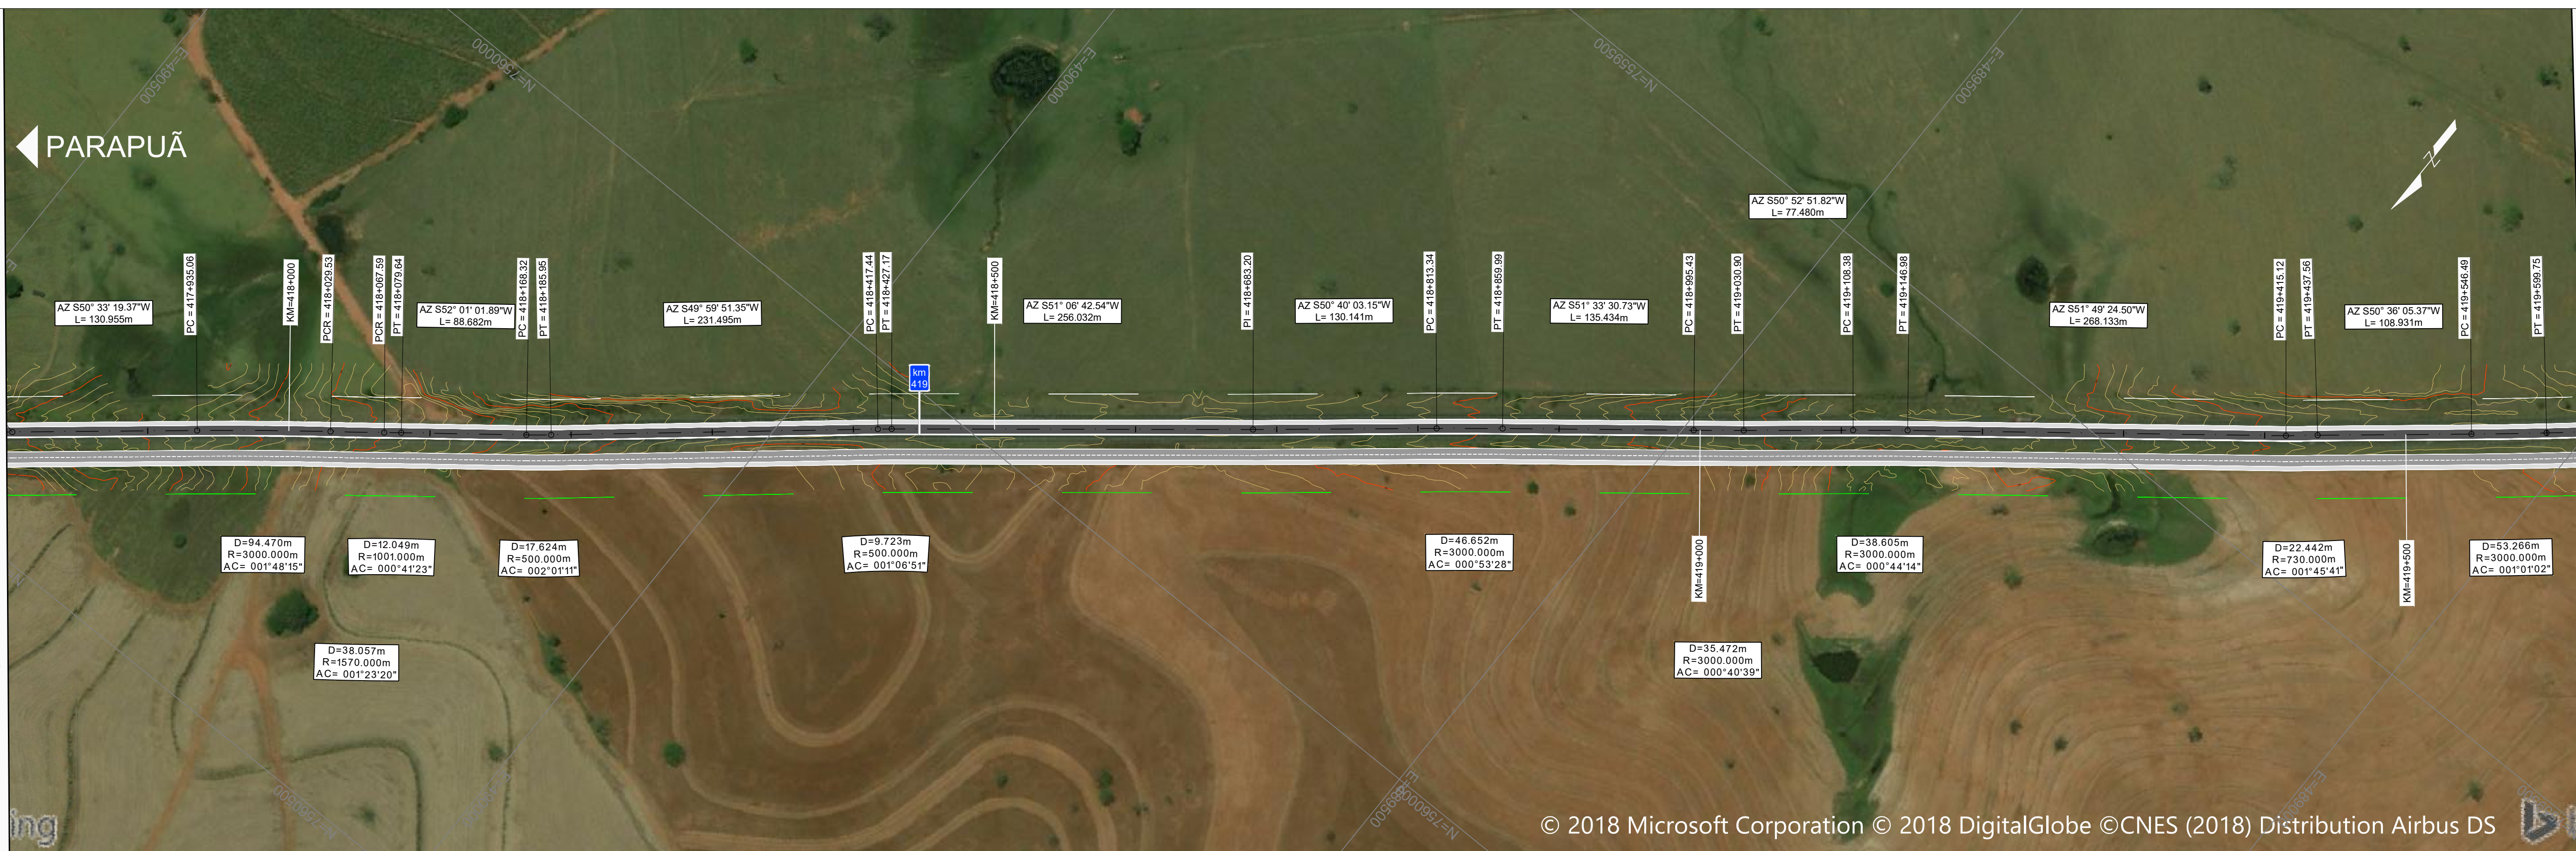 E=490500
N=7560000
E=490000
N=7559500
E=489500
PARAPUÃ
N
AZ S50° 52' 51.82"W
L= 77.480m
AZ S50° 33' 19.37"W
L= 130.955m
PC = 417+935.06
KM=418+000
PCR = 418+029.53
PCR = 418+067.59
PT = 418+079.64
AZ S52° 01' 01.89"W
L= 88.682m
PC = 418+168.32
PT = 418+185.95
AZ S49° 59' 51.35"W
L= 231.495m
PC = 418+417.44
PT = 418+427.17
KM=418+500
AZ S51° 06' 42.54"W
L= 256.032m
PI = 418+683.20
AZ S50° 40' 03.15"W
L= 130.141m
PC = 418+813.34
PT = 418+859.99
AZ S51° 33' 30.73"W
L= 135.434m
PC = 418+995.43
PT = 419+030.90
PC = 419+108.38
PT = 419+146.98
AZ S51° 49' 24.50"W
L= 268.133m
PC = 419+415.12
PT = 419+437.56
AZ S50° 36' 05.37"W
L= 108.931m
PC = 419+546.49
PT = 419+599.75
km
419
D=94.470m
R=3000.000m
AC= 001°48'15"
D=12.049m
R=1001.000m
AC= 000°41'23"
D=17.624m
R=500.000m
AC= 002°01'11"
D=9.723m
R=500.000m
AC= 001°06'51"
D=46.652m
R=3000.000m
AC= 000°53'28"
KM=419+000
D=38.605m
R=3000.000m
AC= 000°44'14"
D=22.442m
R=730.000m
AC= 001°45'41"
KM=419+500
D=53.266m
R=3000.000m
AC= 001°01'02"
D=38.057m
R=1570.000m
AC= 001°23'20"
D=35.472m
R=3000.000m
AC= 000°40'39"
ing
© 2018 Microsoft Corporation © 2018 DigitalGlobe ©CNES (2018) Distribution Airbus DS